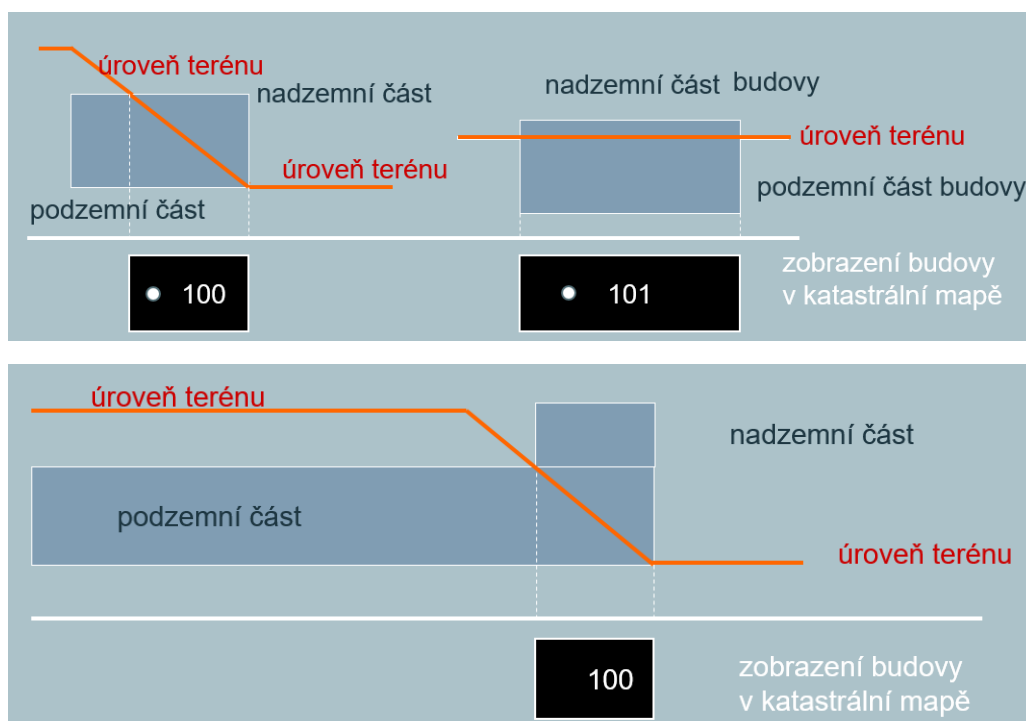 úroveň terénu
nadzemní část
úroveň terénu
podzemní část
100
nadzemní část budovy
úroveň terénu
podzemní část budovy
101
zobrazení budovy
v katastrální mapě
úroveň terénu
nadzemní část
podzemní část
úroveň terénu
100
zobrazení budovy
v katastrální mapě